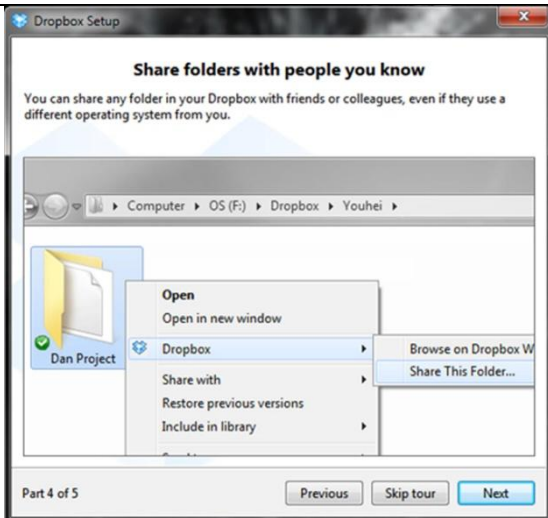 Dropbox Setup
Share folders with people you know
You can share any folder in your Dropbox with friends or colleagues, even if they use a
different operating system from you.
Computer ▸ OS (F:) ▸ Dropbox ▸ Youhei ▸
Open
Open in new window
Dan Project
Dropbox
Browse on Dropbox W
Share with
Share This Folder...
Restore previous versions
Include in library
Part 4 of 5
Previous
Skip tour
Next